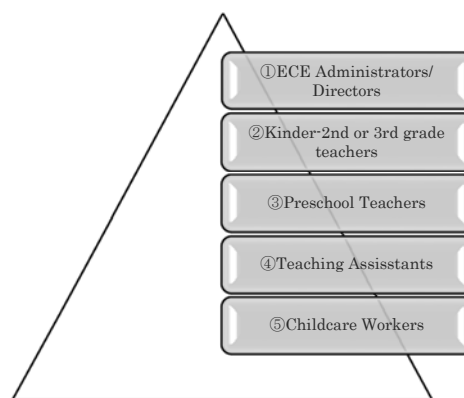 ①ECE Administrators/
Directors
②Kinder-2nd or 3rd grade
teachers
③Preschool Teachers
④Teaching Assisstants
⑤Childcare Workers